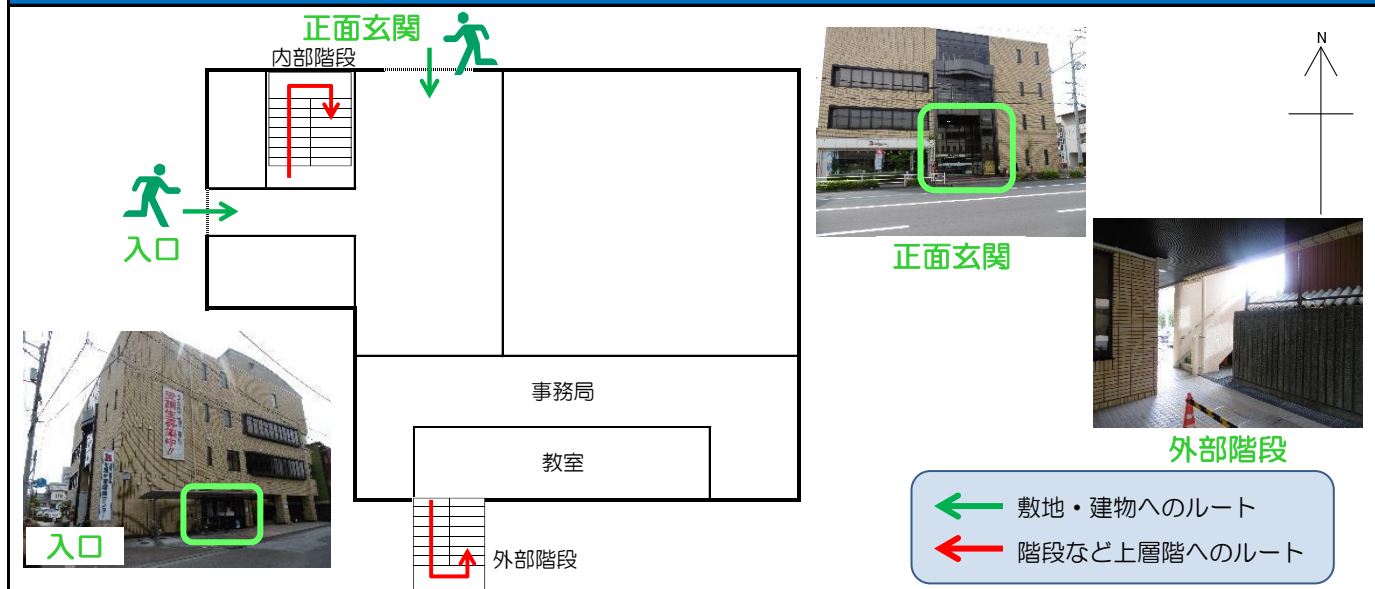 正面玄関
内部階段
N
入口
正面玄関
事務局
教室
外部階段
外部階段
入口
敷地・建物へのルート
階段など上層階へのルート